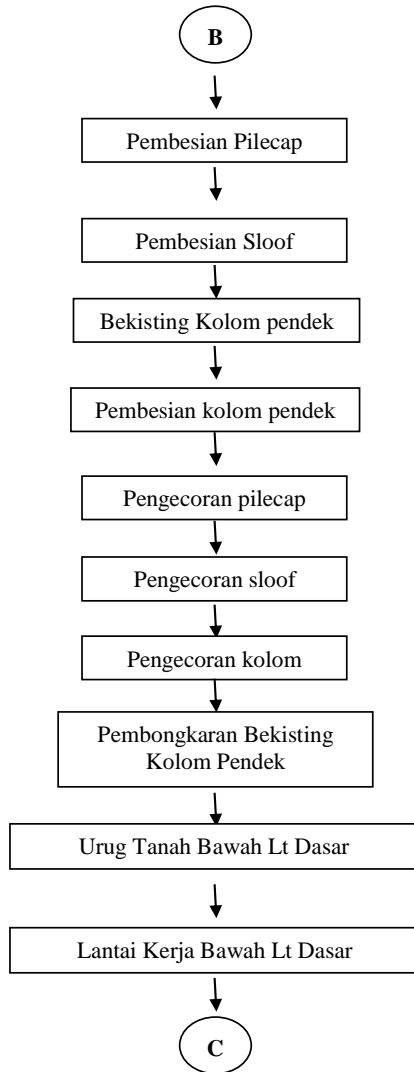 B
Pembesian Pilecap
Pembesian Sloof
Bekisting Kolom pendek
Pembesian kolom pendek
Pengecoran pilecap
Pengecoran sloof
Pengecoran kolom
Pembongkaran Bekisting
Kolom Pendek
Urug Tanah Bawah Lt Dasar
Lantai Kerja Bawah Lt Dasar
C